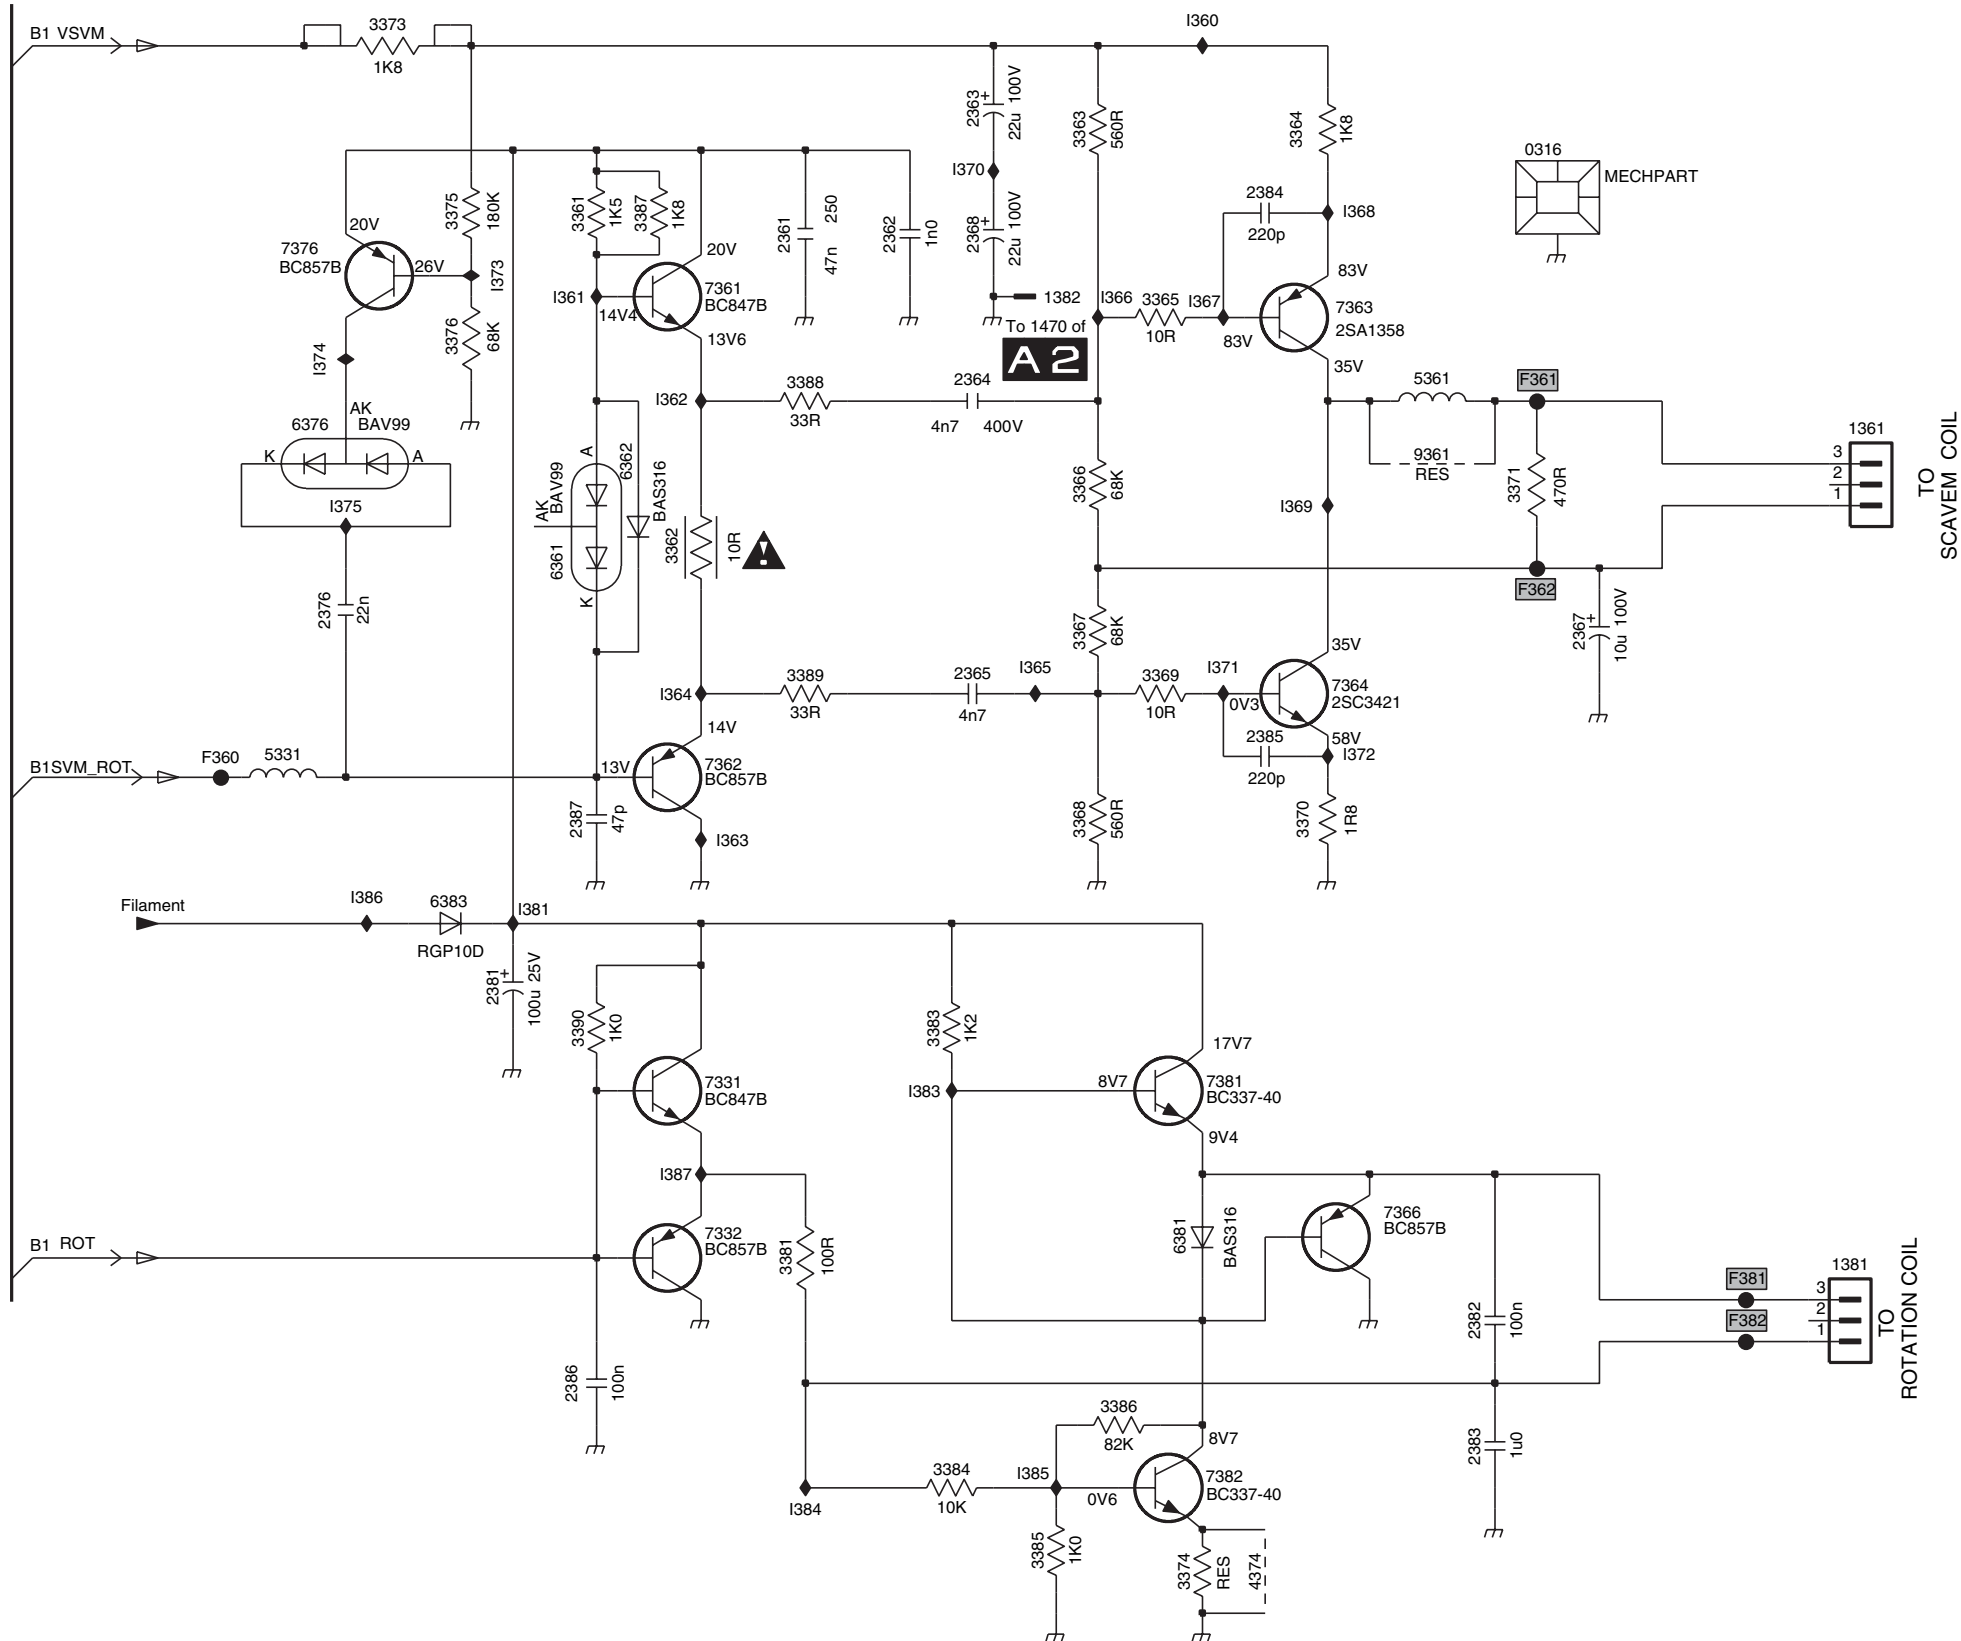 B1 VSVM
3373
1K8
I360
2363
+
22u 100V
3363
560R
3364
1K8
0316
MECHPART
I370
2368
+
22u 100V
1382
To 1470 of
A 2
2384
220p
I368
20V
7376
BC857B
26V
3375
180K
I373
3376
68K
3361
1K5
3387
1K8
2361
250
47n
2362
1n0
20V
I361
14V4
7361
BC847B
13V6
I366
3365
10R
I367
83V
83V
7363
2SA1358
35V
I374
AK
6376
BAV99
K
A
I375
I362
3388
33R
2364
4n7
400V
5361
F361
9361
RES
3371
470R
1361
3
2
1
TO
SCAVEM COIL
A
AK
BAV99
6361
K
6362
BAS316
3362
10R
3366
68K
I369
F362
2367
+
10u 100V
2376
22n
3367
68K
35V
I364
3389
33R
2365
4n7
I365
3369
10R
I371
0V3
7364
2SC3421
58V
2385
220p
I372
14V
B1SVM_ROT
F360
5331
13V
7362
BC857B
2387
47p
I363
3368
560R
3370
1R8
Filament
I386
6383
RGP10D
I381
2381
+
100u 25V
3390
1K0
3383
1K2
17V7
7331
BC847B
I383
8V7
7381
BC337-40
9V4
I387
7332
BC857B
B1 ROT
3381
100R
6381
BAS316
7366
BC857B
F381
F382
1381
3
2
1
TO
ROTATION COIL
2382
100n
2386
100n
3386
82K
8V7
2383
1u0
I384
3384
10K
I385
0V6
7382
BC337-40
3385
1K0
3374
RES
4374